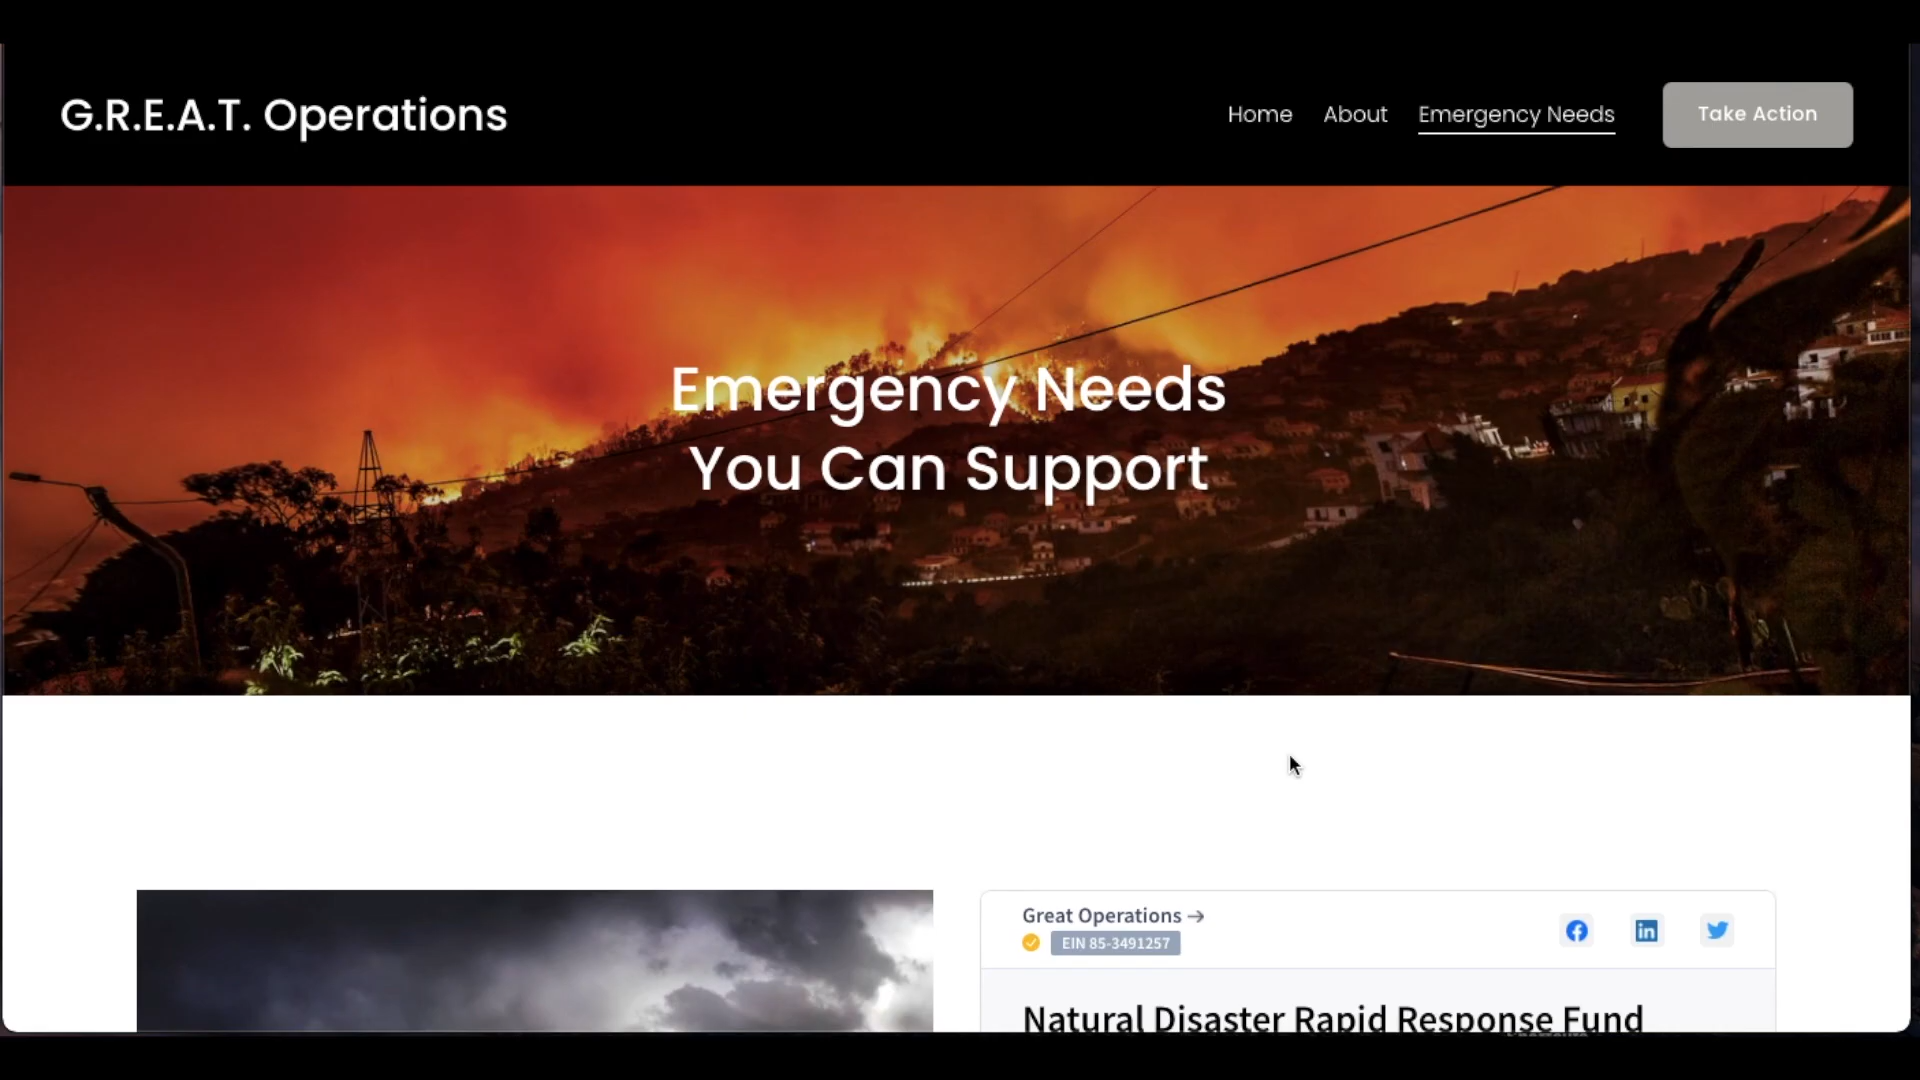 G.R.E.A.T. Operations
Home About Emergency Needs Take Action
Emergency Needs
You Can Support
Great Operations →
EIN 85-3491257
Natural Disaster Rapid Response Fund